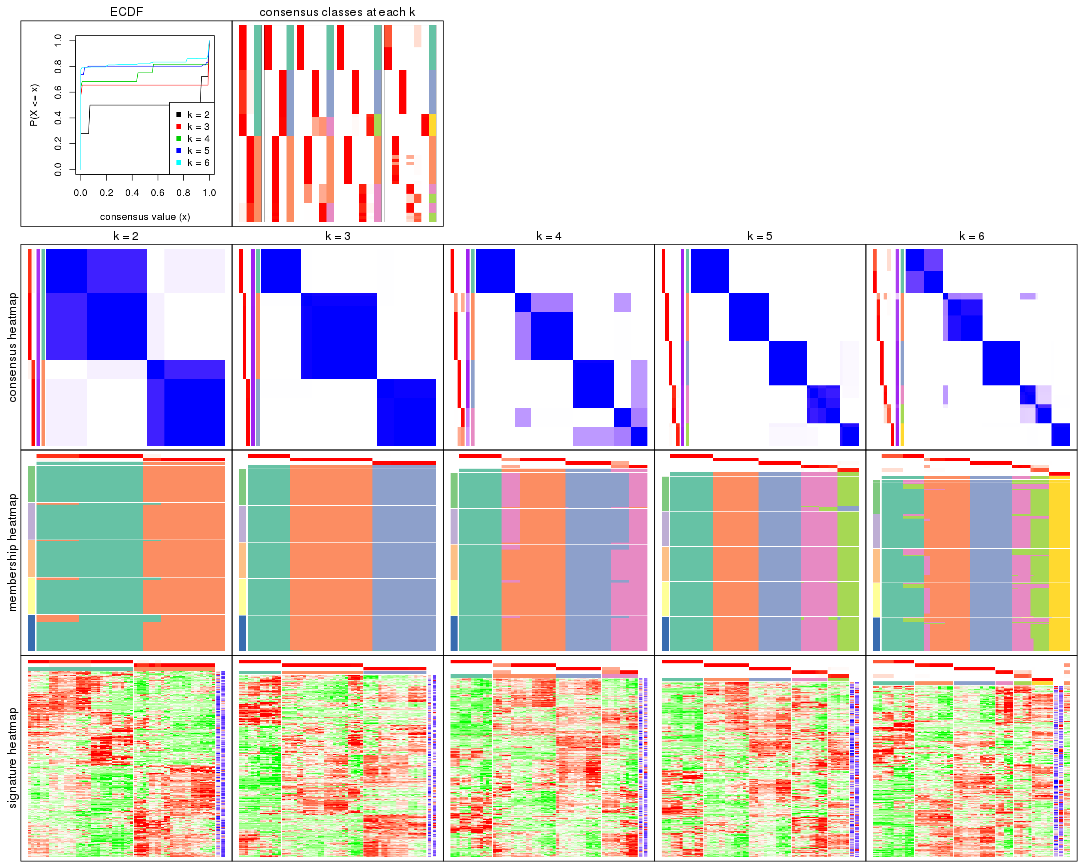 ECDF
consensus classes at each k
P(X <= x)
0.0 0.2 0.4 0.6 0.8 1.0
k = 2
k = 3
k = 4
k = 5
k = 6
0.0 0.2 0.4 0.6 0.8 1.0
consensus value (x)
k = 2
k = 3
k = 4
k = 5
k = 6
consensus heatmap
membership heatmap
signature heatmap